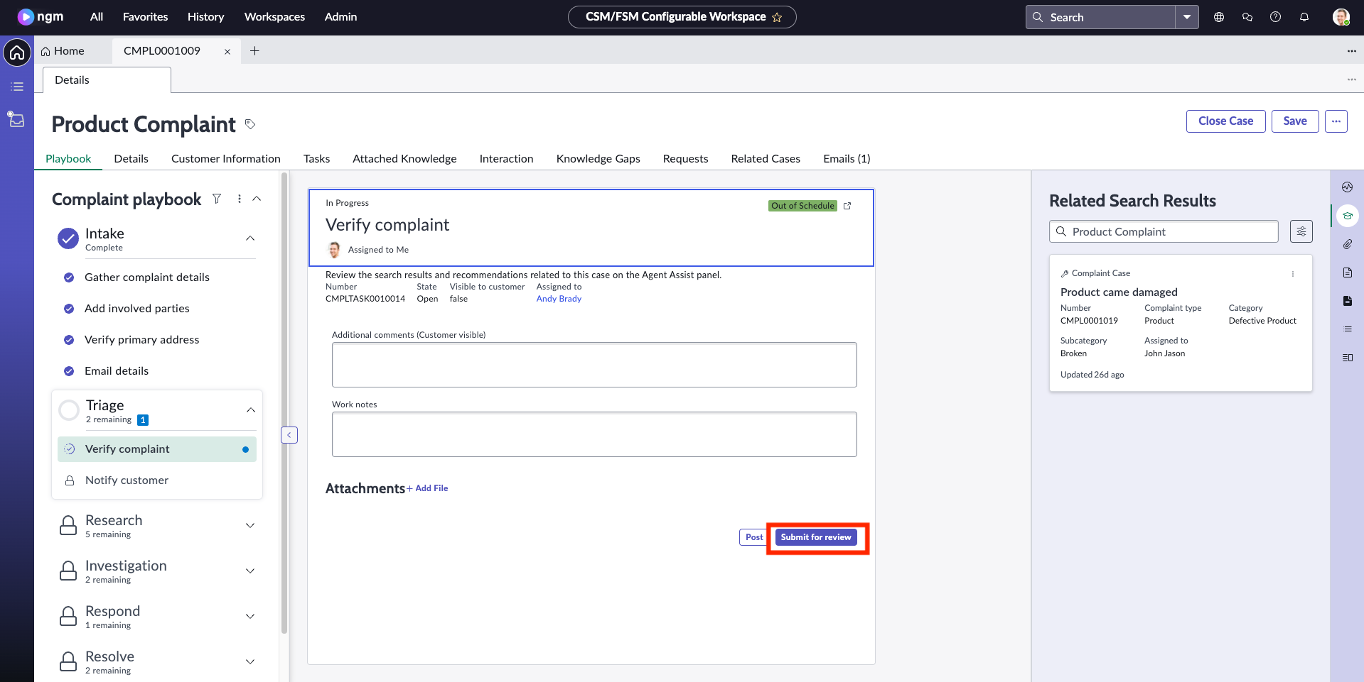 ngm All Favorites History Workspaces Admin CSM/FSM Configurable Workspace Search
Home CMPL0001009
Details
Product Complaint Close Case Save
Playbook Details Customer Information Tasks Attached Knowledge Interaction Knowledge Gaps Requests Related Cases Emails (1)
Complaint playbook
Intake
Complete
Gather complaint details
Add involved parties
Verify primary address
Email details
Triage
2 remaining 1
Verify complaint
Notify customer
Research
5 remaining
Investigation
2 remaining
Respond
1 remaining
Resolve
2 remaining
In Progress Out of Schedule
Verify complaint
Assigned to Me
Review the search results and recommendations related to this case on the Agent Assist panel.
Number State Visible to customer Assigned to
CMPLTASK0010014 Open false Andy Brady
Additional comments (Customer visible)
Work notes
Attachments + Add File
Post Submit for review
Related Search Results
Product Complaint
Complaint Case
Product came damaged
Number Complaint type Category
CMPL0001019 Product Defective Product
Subcategory Assigned to
Broken John Jason
Updated 26d ago